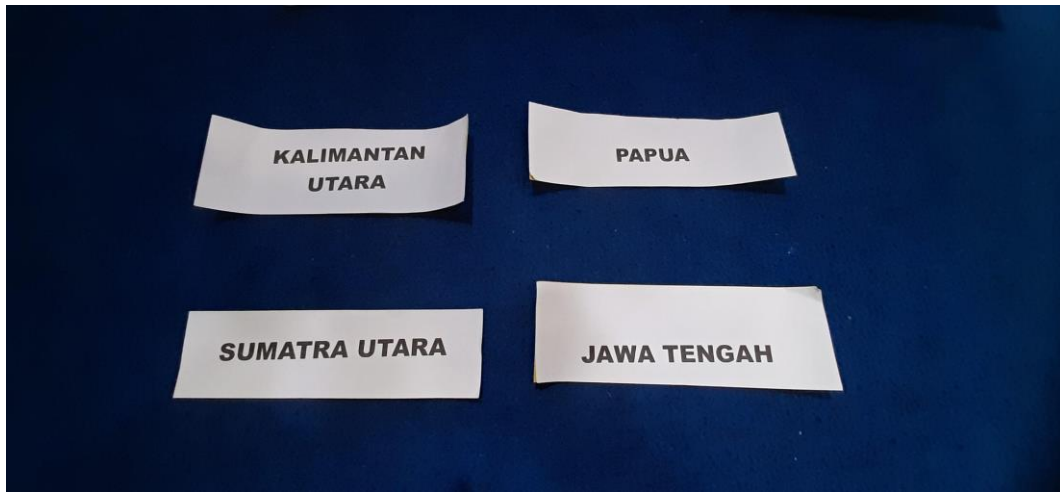 KALIMANTAN
UTARA
PAPUA
SUMATRA UTARA
JAWA TENGAH